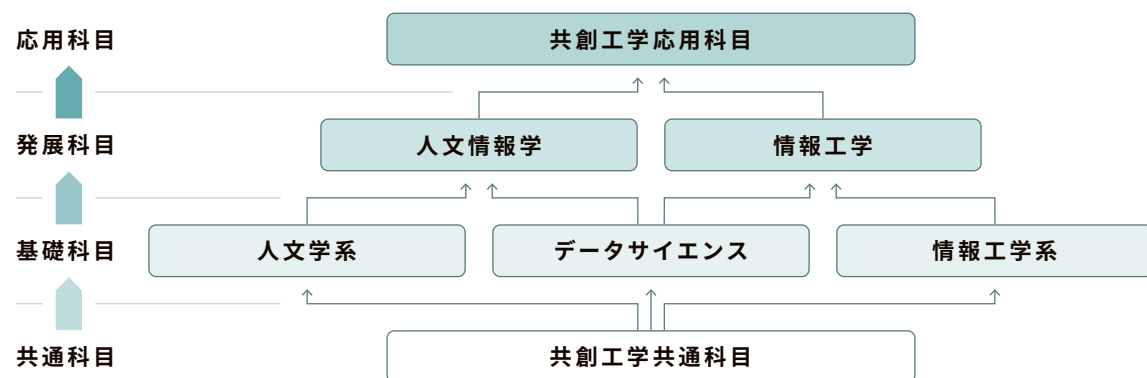 応用科目
共創工学応用科目
発展科目
人文情報学
情報工学
基礎科目
人文学系
データサイエンス
情報工学系
共通科目
共創工学共通科目